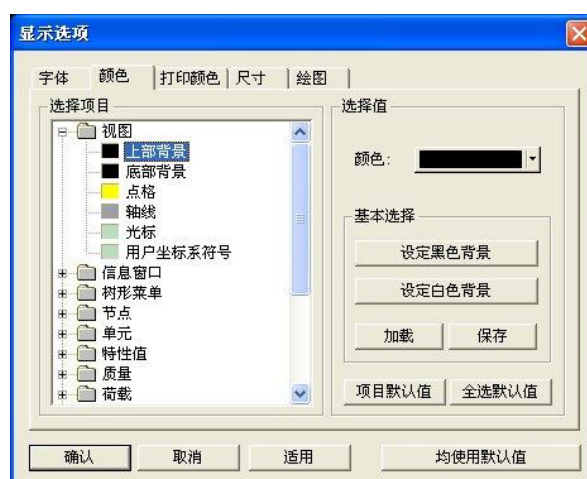 显示选项
字体 颜色 打印颜色 尺寸 绘图
选择项目
视图
上部背景
底部背景
点格
轴线
光标
用户坐标系符号
信息窗口
树形菜单
节点
单元
特性值
质量
荷载
选择值
颜色:
基本选择
设定黑色背景
设定白色背景
加载 保存
项目默认值 全选默认值
确认 取消 适用 均使用默认值